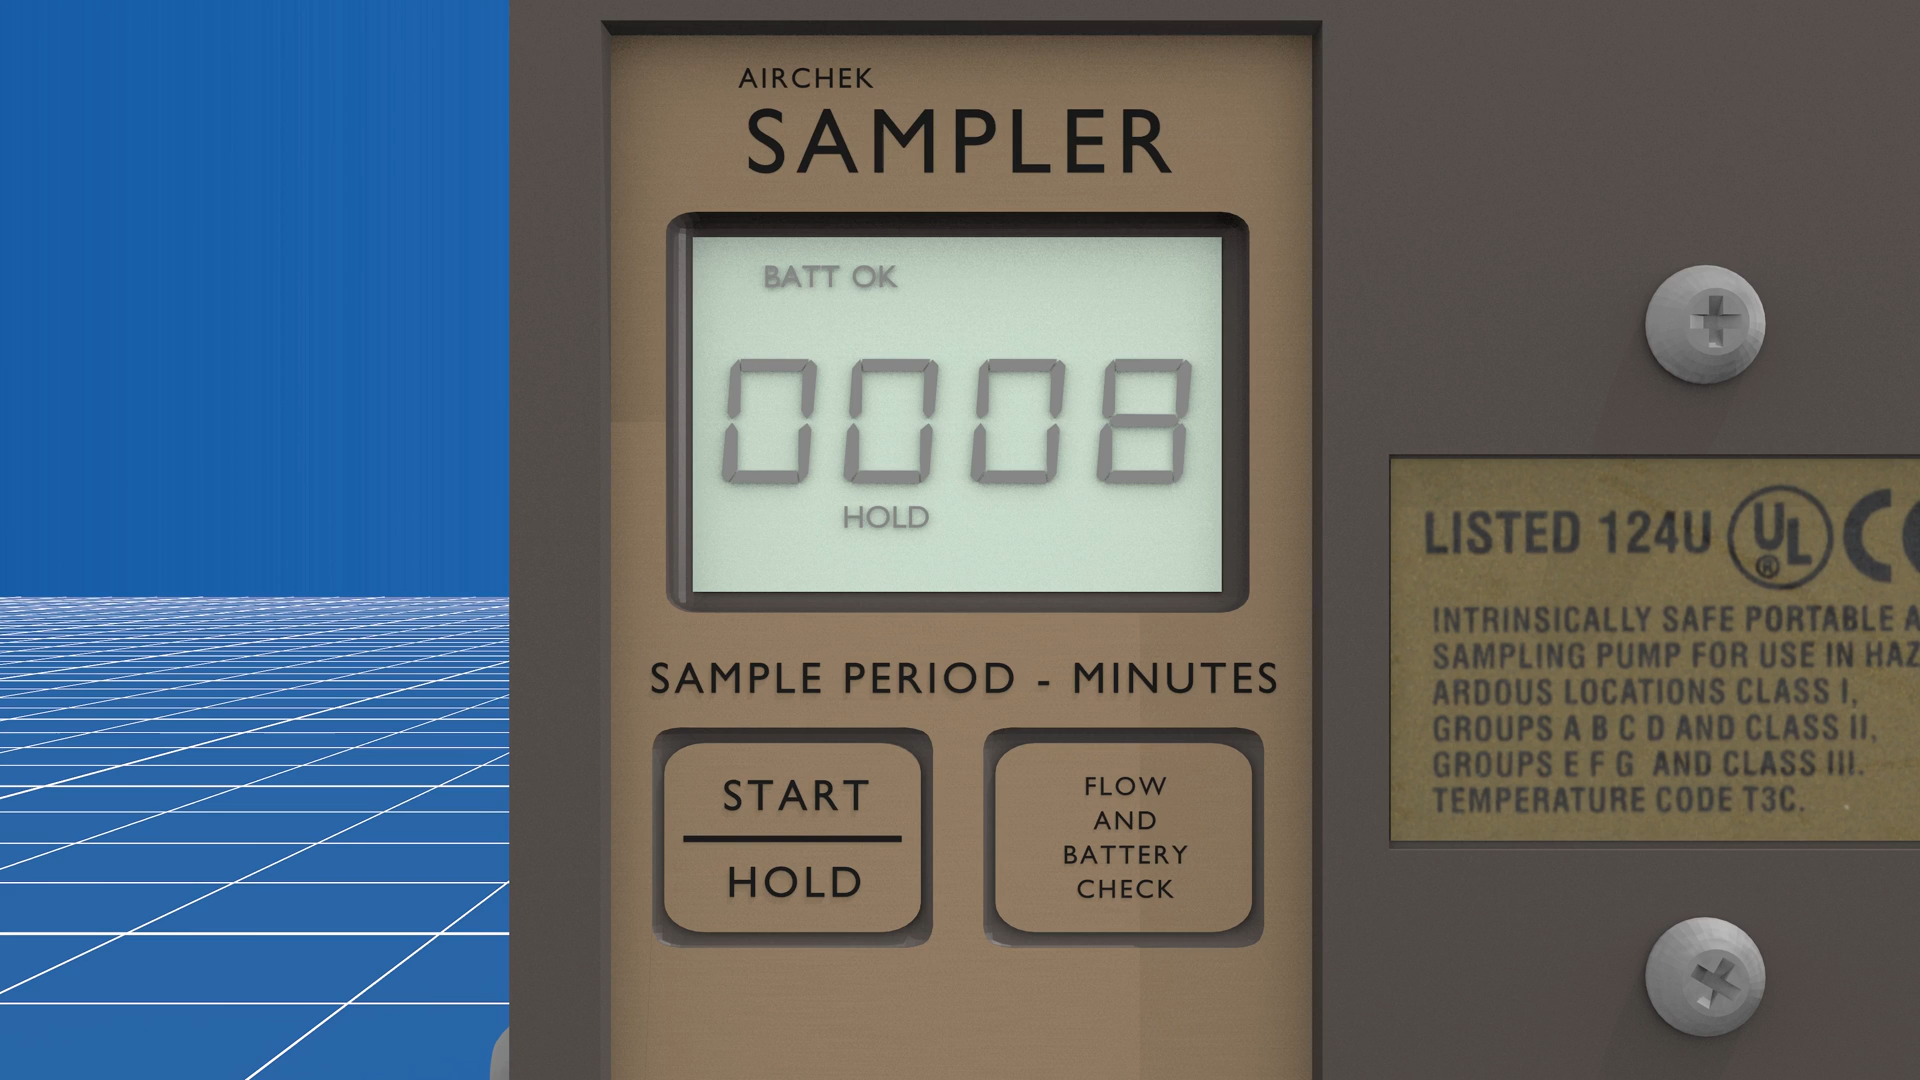 AIRCHEK
SAMPLER
BATT OK
0008
HOLD
SAMPLE PERIOD - MINUTES
START
HOLD
FLOW
AND
BATTERY
CHECK
LISTED 124U UL ® CE
INTRINSICALLY SAFE PORTABLE A
SAMPLING PUMP FOR USE IN HAZ
ARDOUS LOCATIONS CLASS I,
GROUPS A B C D AND CLASS II,
GROUPS E F G AND CLASS III.
TEMPERATURE CODE T3C.